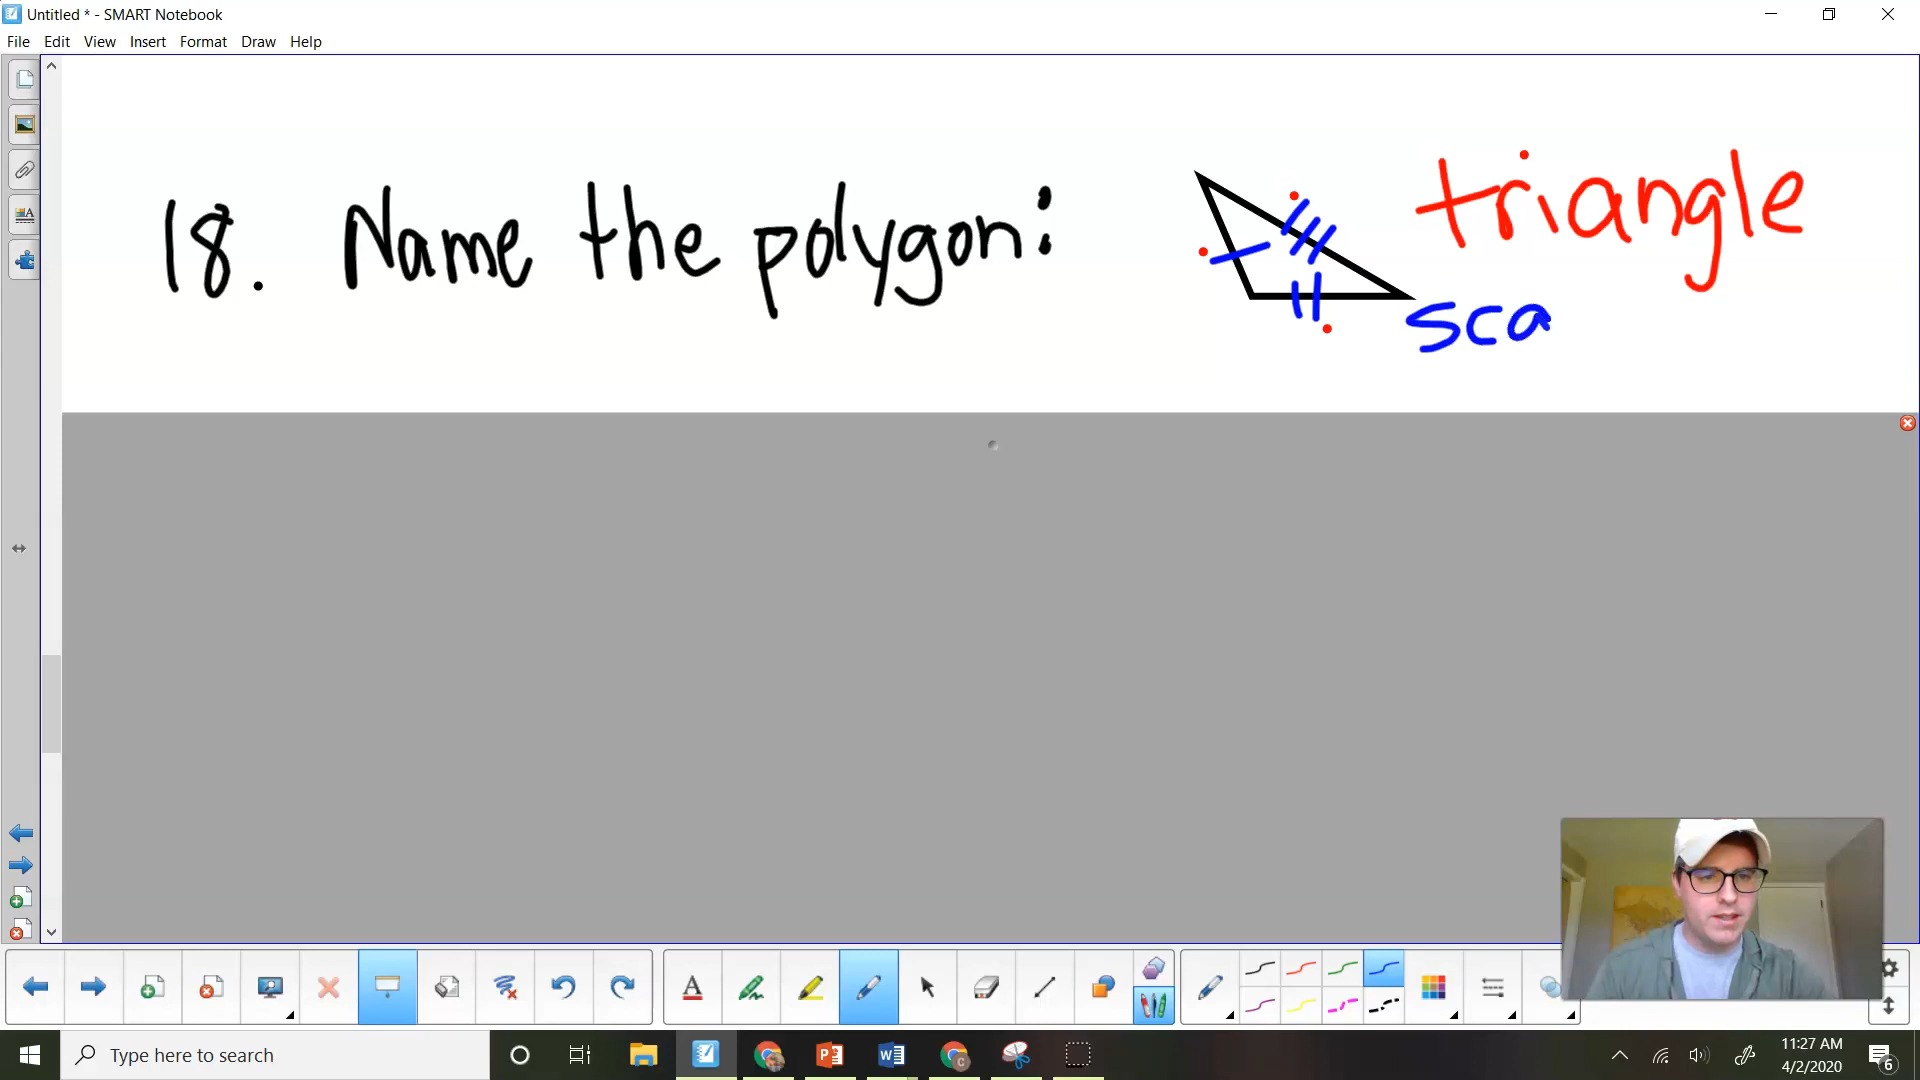 Untitled * - SMART Notebook
File Edit View Insert Format Draw Help
18. Name the polygon:
triangle
sca
A
Type here to search
11:27 AM
4/2/2020
6